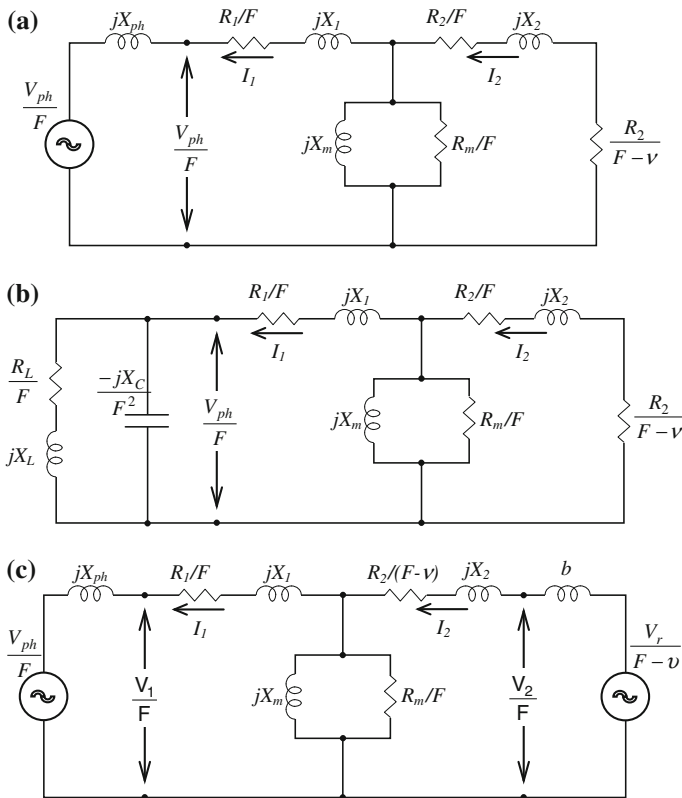 (a)
jX_ph R_1/F jX_1 R_2/F jX_2
I_1 I_2
V_ph/F
V_ph/F
jX_m R_m/F
R_2/(F − ν)
(b)
R_1/F jX_1 R_2/F jX_2
I_1 I_2
R_L/F
−jX_C/F^2
V_ph/F
jX_L
jX_m R_m/F
R_2/(F − ν)
(c)
jX_ph R_1/F jX_1 R_2/(F-ν) jX_2 b
I_1 I_2
V_ph/F
V_1/F
jX_m R_m/F
V_2/F
V_r/(F − υ)